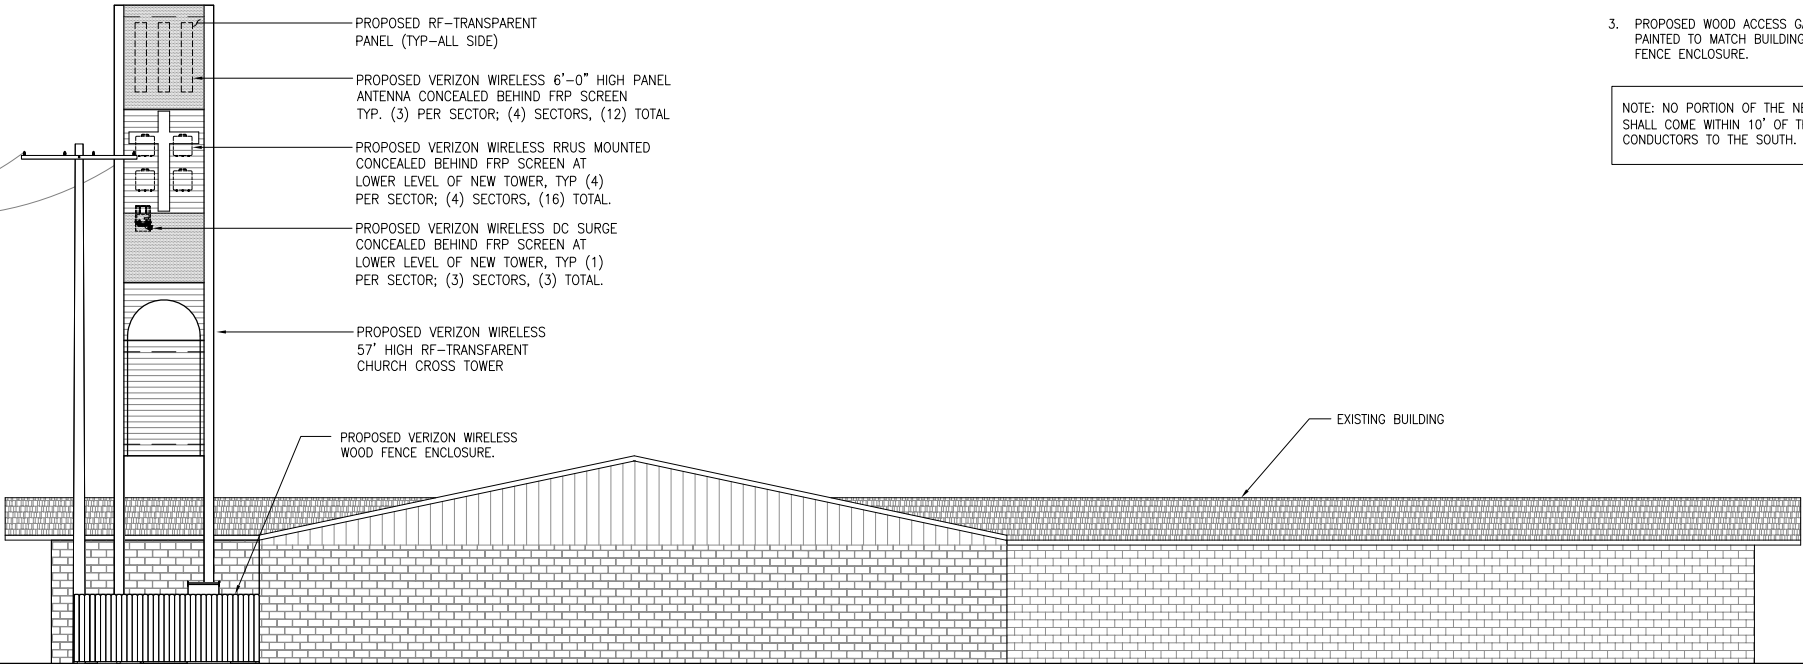 PROPOSED RF-TRANSPARENT
PANEL (TYP-ALL SIDE)
PROPOSED VERIZON WIRELESS 6'-0" HIGH PANEL
ANTENNA CONCEALED BEHIND FRP SCREEN
TYP. (3) PER SECTOR; (4) SECTORS, (12) TOTAL
PROPOSED VERIZON WIRELESS RRUS MOUNTED
CONCEALED BEHIND FRP SCREEN AT
LOWER LEVEL OF NEW TOWER, TYP (4)
PER SECTOR; (4) SECTORS, (16) TOTAL.
PROPOSED VERIZON WIRELESS DC SURGE
CONCEALED BEHIND FRP SCREEN AT
LOWER LEVEL OF NEW TOWER, TYP (1)
PER SECTOR; (3) SECTORS, (3) TOTAL.
PROPOSED VERIZON WIRELESS
57' HIGH RF-TRANSFARENT
CHURCH CROSS TOWER
PROPOSED VERIZON WIRELESS
WOOD FENCE ENCLOSURE.
EXISTING BUILDING
3. PROPOSED WOOD ACCESS
PAINTED TO MATCH BUILDING
FENCE ENCLOSURE.
NOTE: NO PORTION OF THE
SHALL COME WITHIN 10' OF
CONDUCTORS TO THE SOUTH.